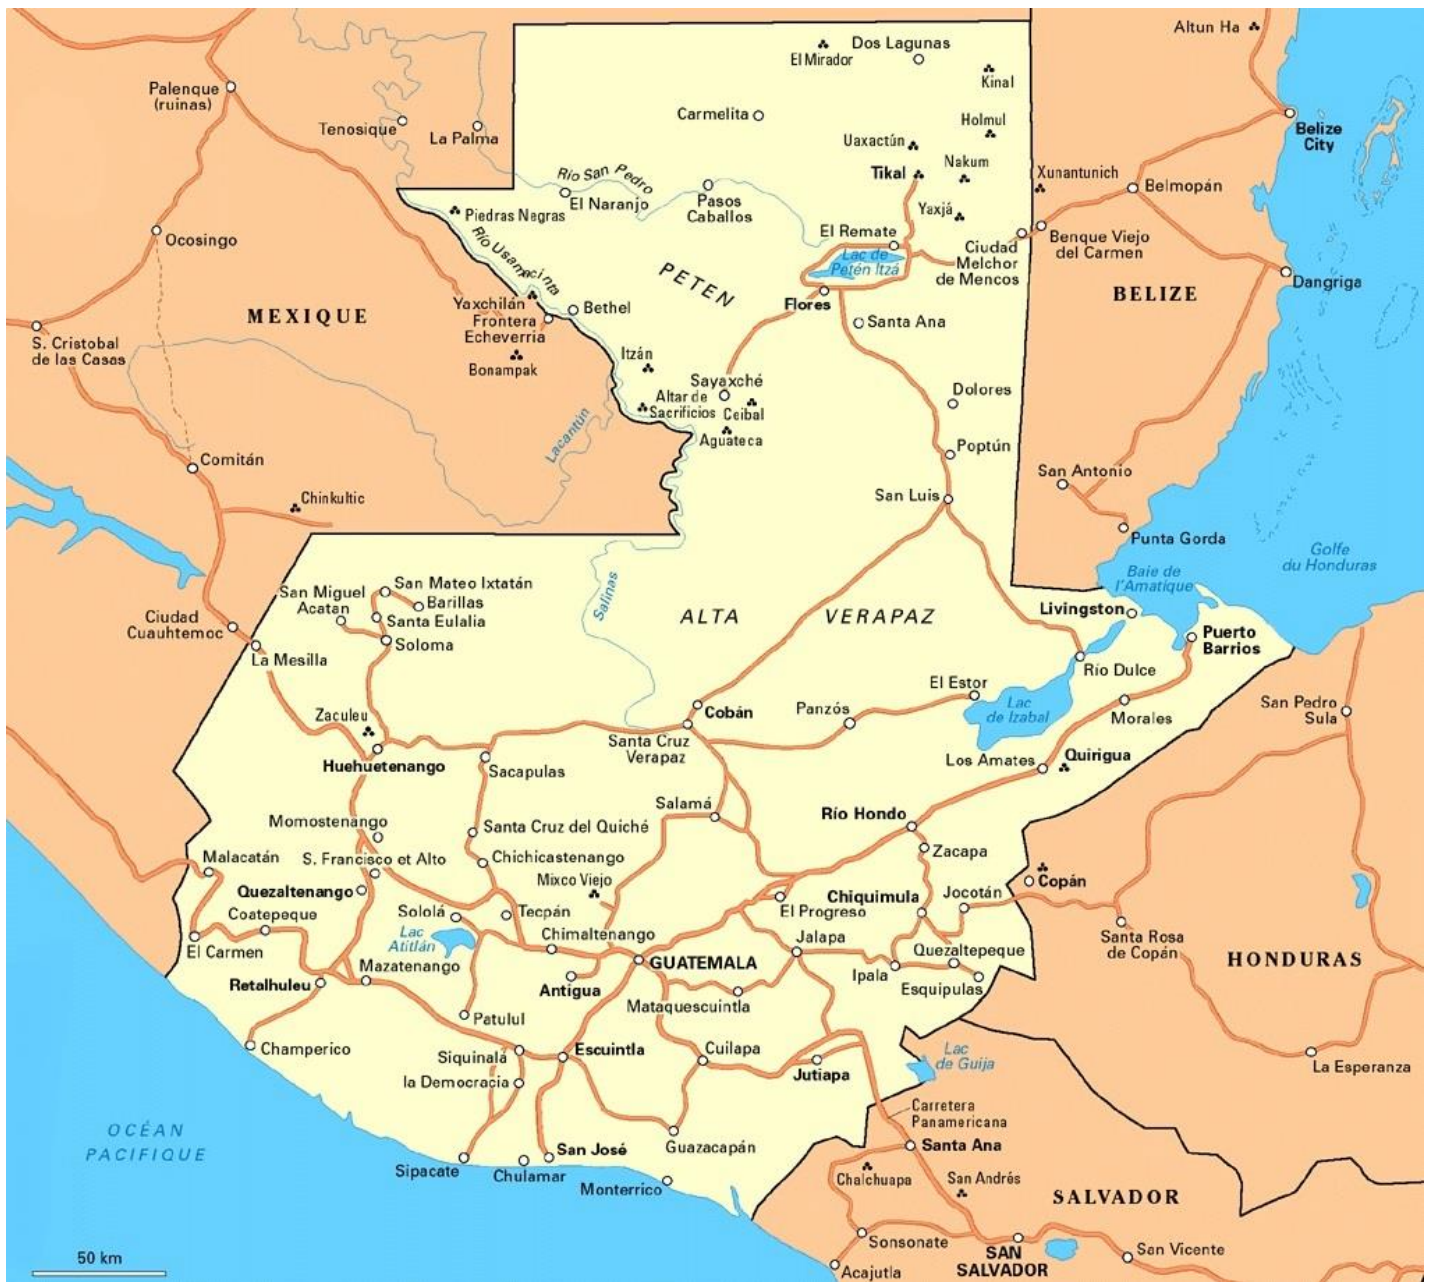 Altun Ha
Dos Lagunas
El Mirador
Kinal
Palenque
(ruinas)
Tenosique
La Palma
Carmelita
Holmul
Belize
City
Uaxactún
Nakum
Tikal
Xunantunich
Belmopán
Río San Pedro
El Naranjo
Pasos
Caballos
Piedras Negras
Yaxjá
Ocosingo
Río Usamacinta
El Remate
Ciudad
Melchor
de Mencos
Benque Viejo
del Carmen
Lac de
Petén Itzá
PETEN
Dangriga
BELIZE
Yaxchilán
Frontera
Echeverria
Bethel
Flores
MEXIQUE
Santa Ana
S. Cristobal
de las Casas
Bonampak
Itzán
Sayaxché
Altar de
Sacrificios
Ceibal
Aguateca
Dolores
Lacantún
Poptún
Comitán
San Antonio
Chinkultic
San Luis
Punta Gorda
Golfe
du Honduras
Baie de
l'Amatique
San Miguel
Acatan
San Mateo Ixtatán
Barillas
Santa Eulalia
Soloma
Salinas
ALTA VERAPAZ
Livingston
Puerto
Barrios
Ciudad
Cuauhtemoc
La Mesilla
Río Dulce
El Estor
Lac
de Izabal
Panzós
Morales
San Pedro
Sula
Zaculeu
Cobán
Santa Cruz
Verapaz
Huehuetenango
Sacapulas
Los Amates
Quirigua
Salamá
Río Hondo
Momostenango
Santa Cruz del Quiché
Malacatán
S. Francisco et Alto
Chichicastenango
Zacapa
Mixco Viejo
Quezaltenango
Chiquimula
Jocotán
Copán
Coatepeque
Sololá
Tecpán
El Progreso
Lac
Atitlán
Chimaltenango
Jalapa
Quezaltepeque
Santa Rosa
de Copán
El Carmen
Mazatenango
GUATEMALA
Ipala
Esquipulas
HONDURAS
Retalhuleu
Antigua
Mataquescuintla
Patulul
Champerico
Siquinalá
Escuintla
Cuilapa
Lac
de Guija
la Democracia
Jutiapa
La Esperanza
Carretera
Panamericana
OCÉAN
PACIFIQUE
Guazacapán
Santa Ana
San José
Sipacate
Chulamar
Monterrico
Chalchuapa
San Andrés
SALVADOR
Sonsonate
SAN
SALVADOR
San Vicente
50 km
Acajutla